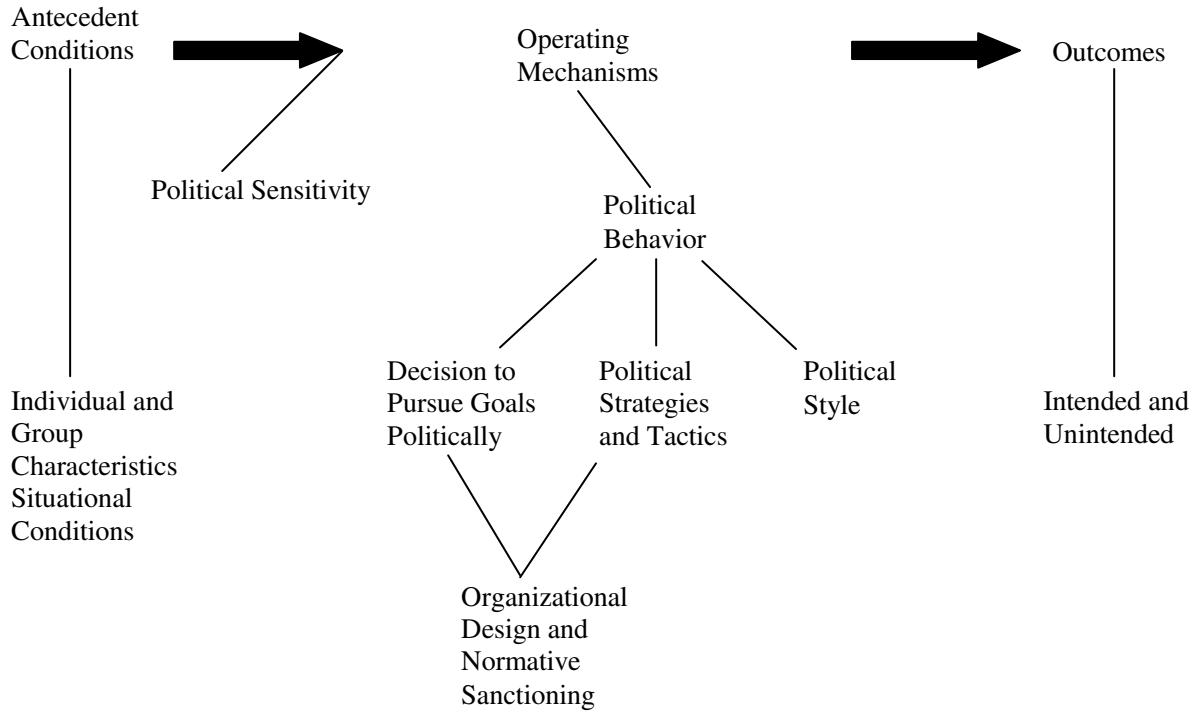 Antecedent
Conditions
Operating
Mechanisms
Outcomes
Political Sensitivity
Political
Behavior
Decision to
Pursue Goals
Politically
Political
Strategies
and Tactics
Political
Style
Individual and
Group
Characteristics
Situational
Conditions
Intended and
Unintended
Organizational
Design and
Normative
Sanctioning